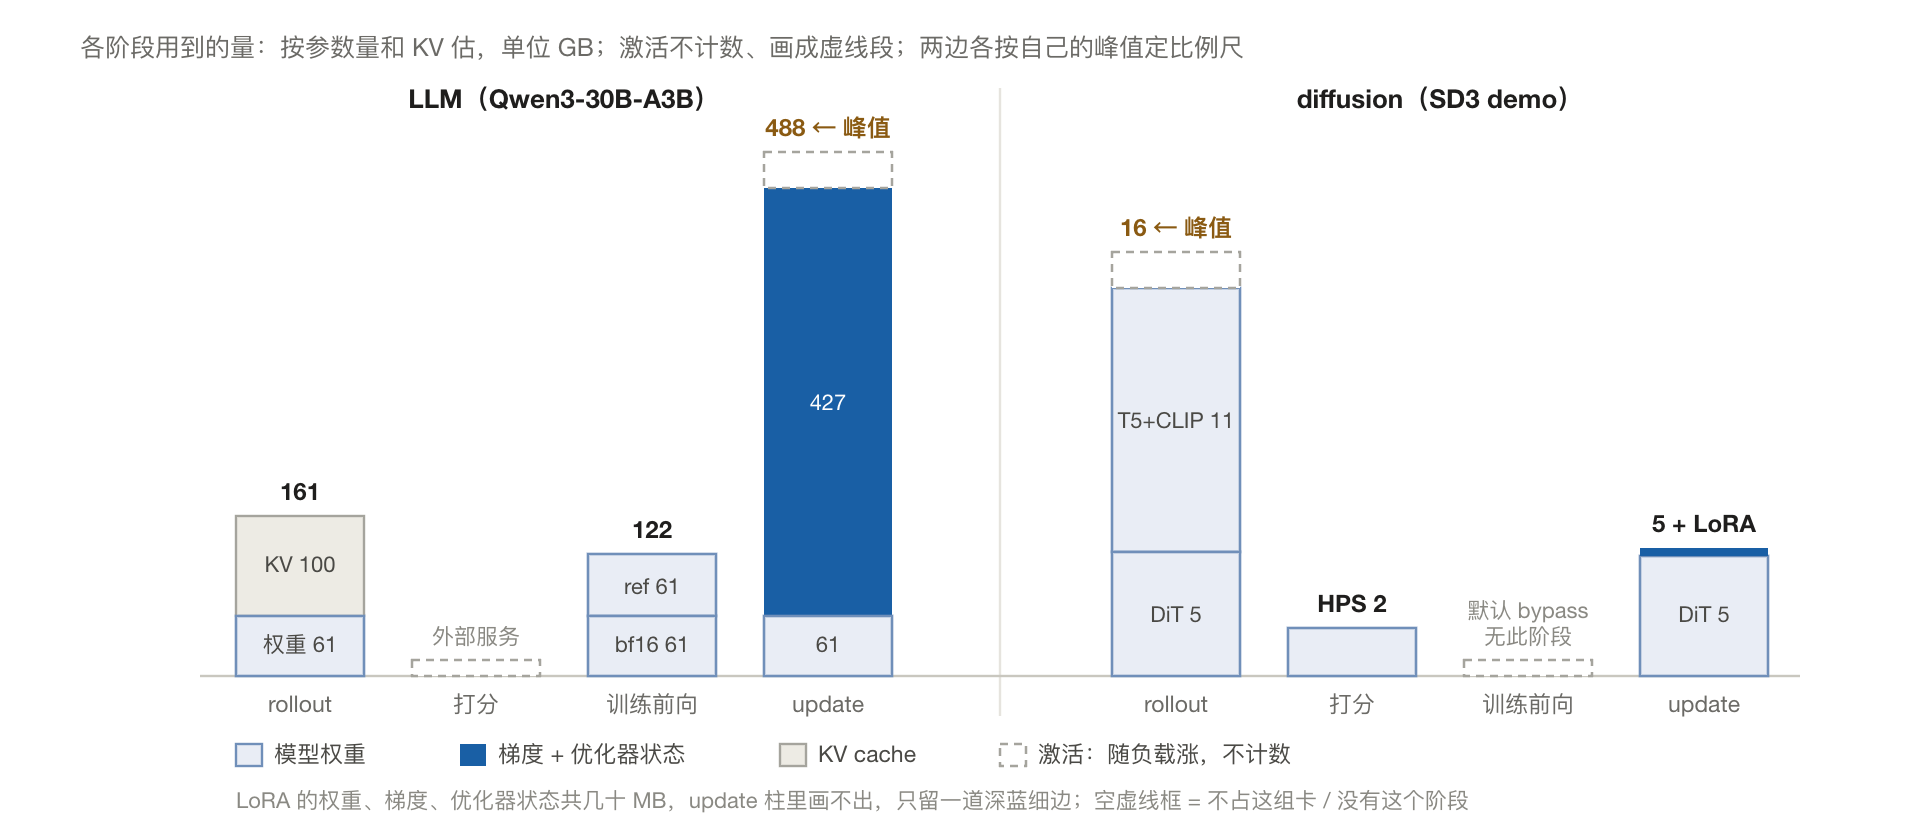 各阶段用到的量：按参数量和 KV 估，单位 GB；激活不计数、画成虚线段；两边各按自己的峰值定比例尺
LLM（Qwen3-30B-A3B）
488 ← 峰值
427
161
KV 100
权重 61
外部服务
122
ref 61
bf16 61
61
rollout
打分
训练前向
update
diffusion（SD3 demo）
16 ← 峰值
T5+CLIP 11
DiT 5
HPS 2
默认 bypass
无此阶段
5 + LoRA
DiT 5
rollout
打分
训练前向
update
模型权重
梯度 + 优化器状态
KV cache
激活：随负载涨，不计数
LoRA 的权重、梯度、优化器状态共几十 MB，update 柱里画不出，只留一道深蓝细边；空虚线框 = 不占这组卡 / 没有这个阶段